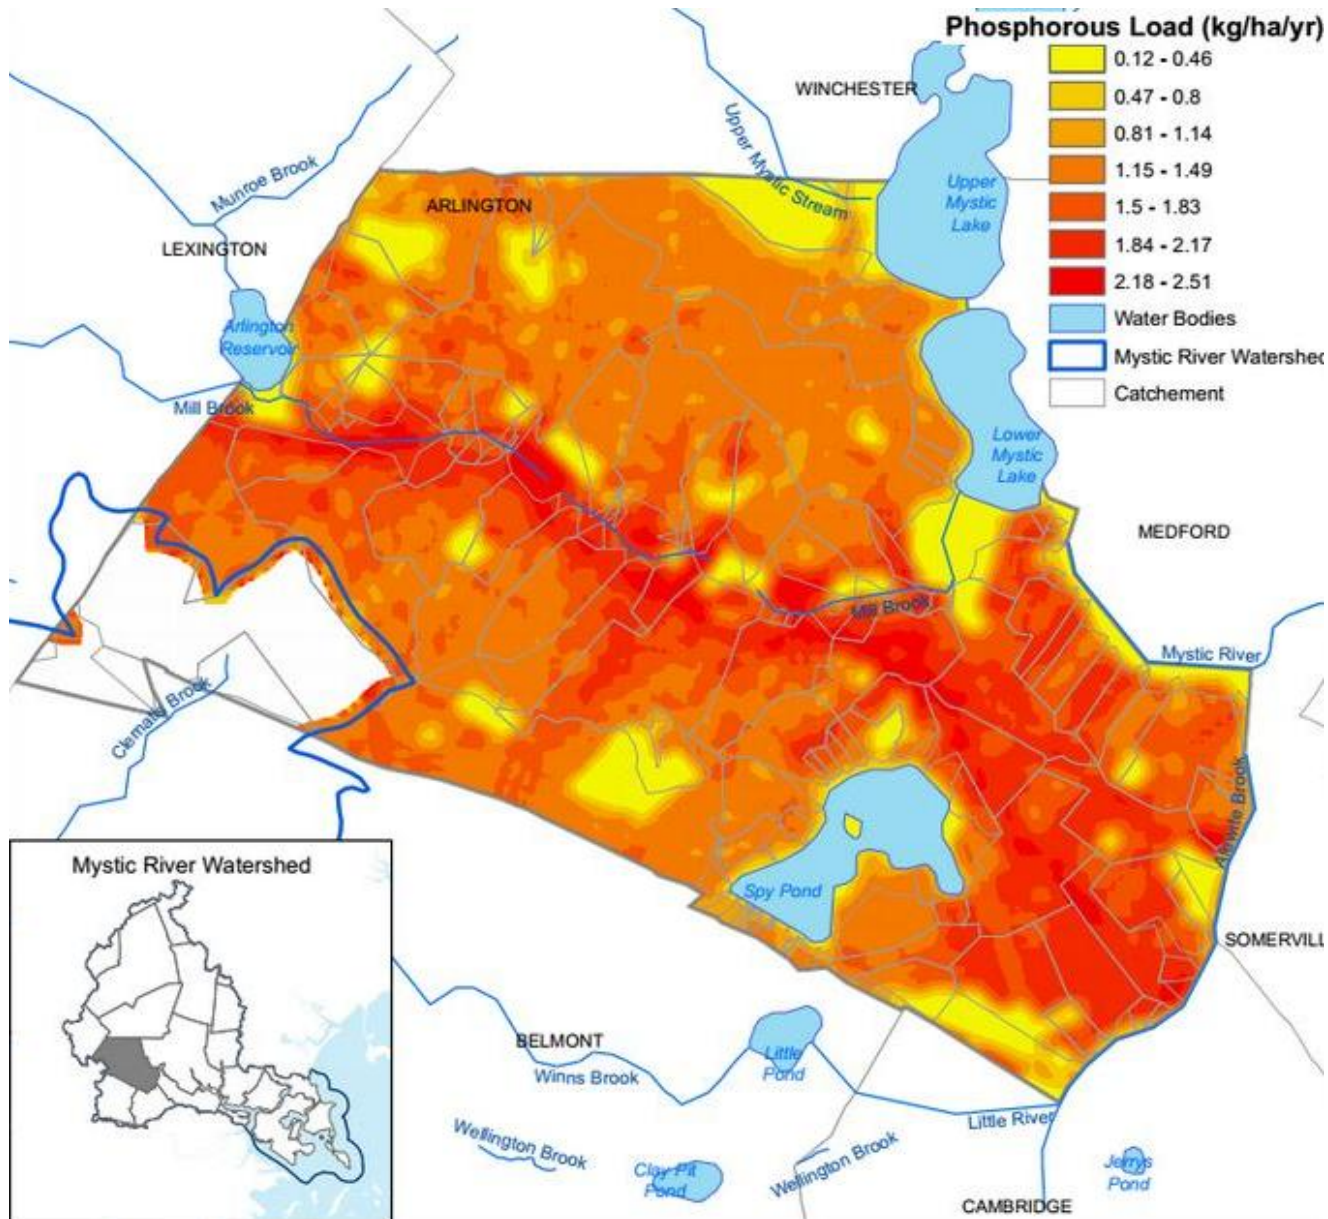 Phosphorous Load (kg/ha/yr)
0.12 - 0.46
0.47 - 0.8
0.81 - 1.14
1.15 - 1.49
1.5 - 1.83
1.84 - 2.17
2.18 - 2.51
Water Bodies
Mystic River Watershed
Catchement
WINCHESTER
Upper Mystic Stream
Upper
Mystic
Lake
Munroe Brook
ARLINGTON
LEXINGTON
Arlington
Reservoir
Mill Brook
Lower
Mystic
Lake
MEDFORD
Mill Brook
Mystic River
Clematis Brook
Alewife Brook
Spy Pond
SOMERVILL
Mystic River Watershed
BELMONT
Winns Brook
Little
Pond
Little River
Wellington Brook
Clay Pit
Pond
Wellington Brook
Jerrys
Pond
CAMBRIDGE